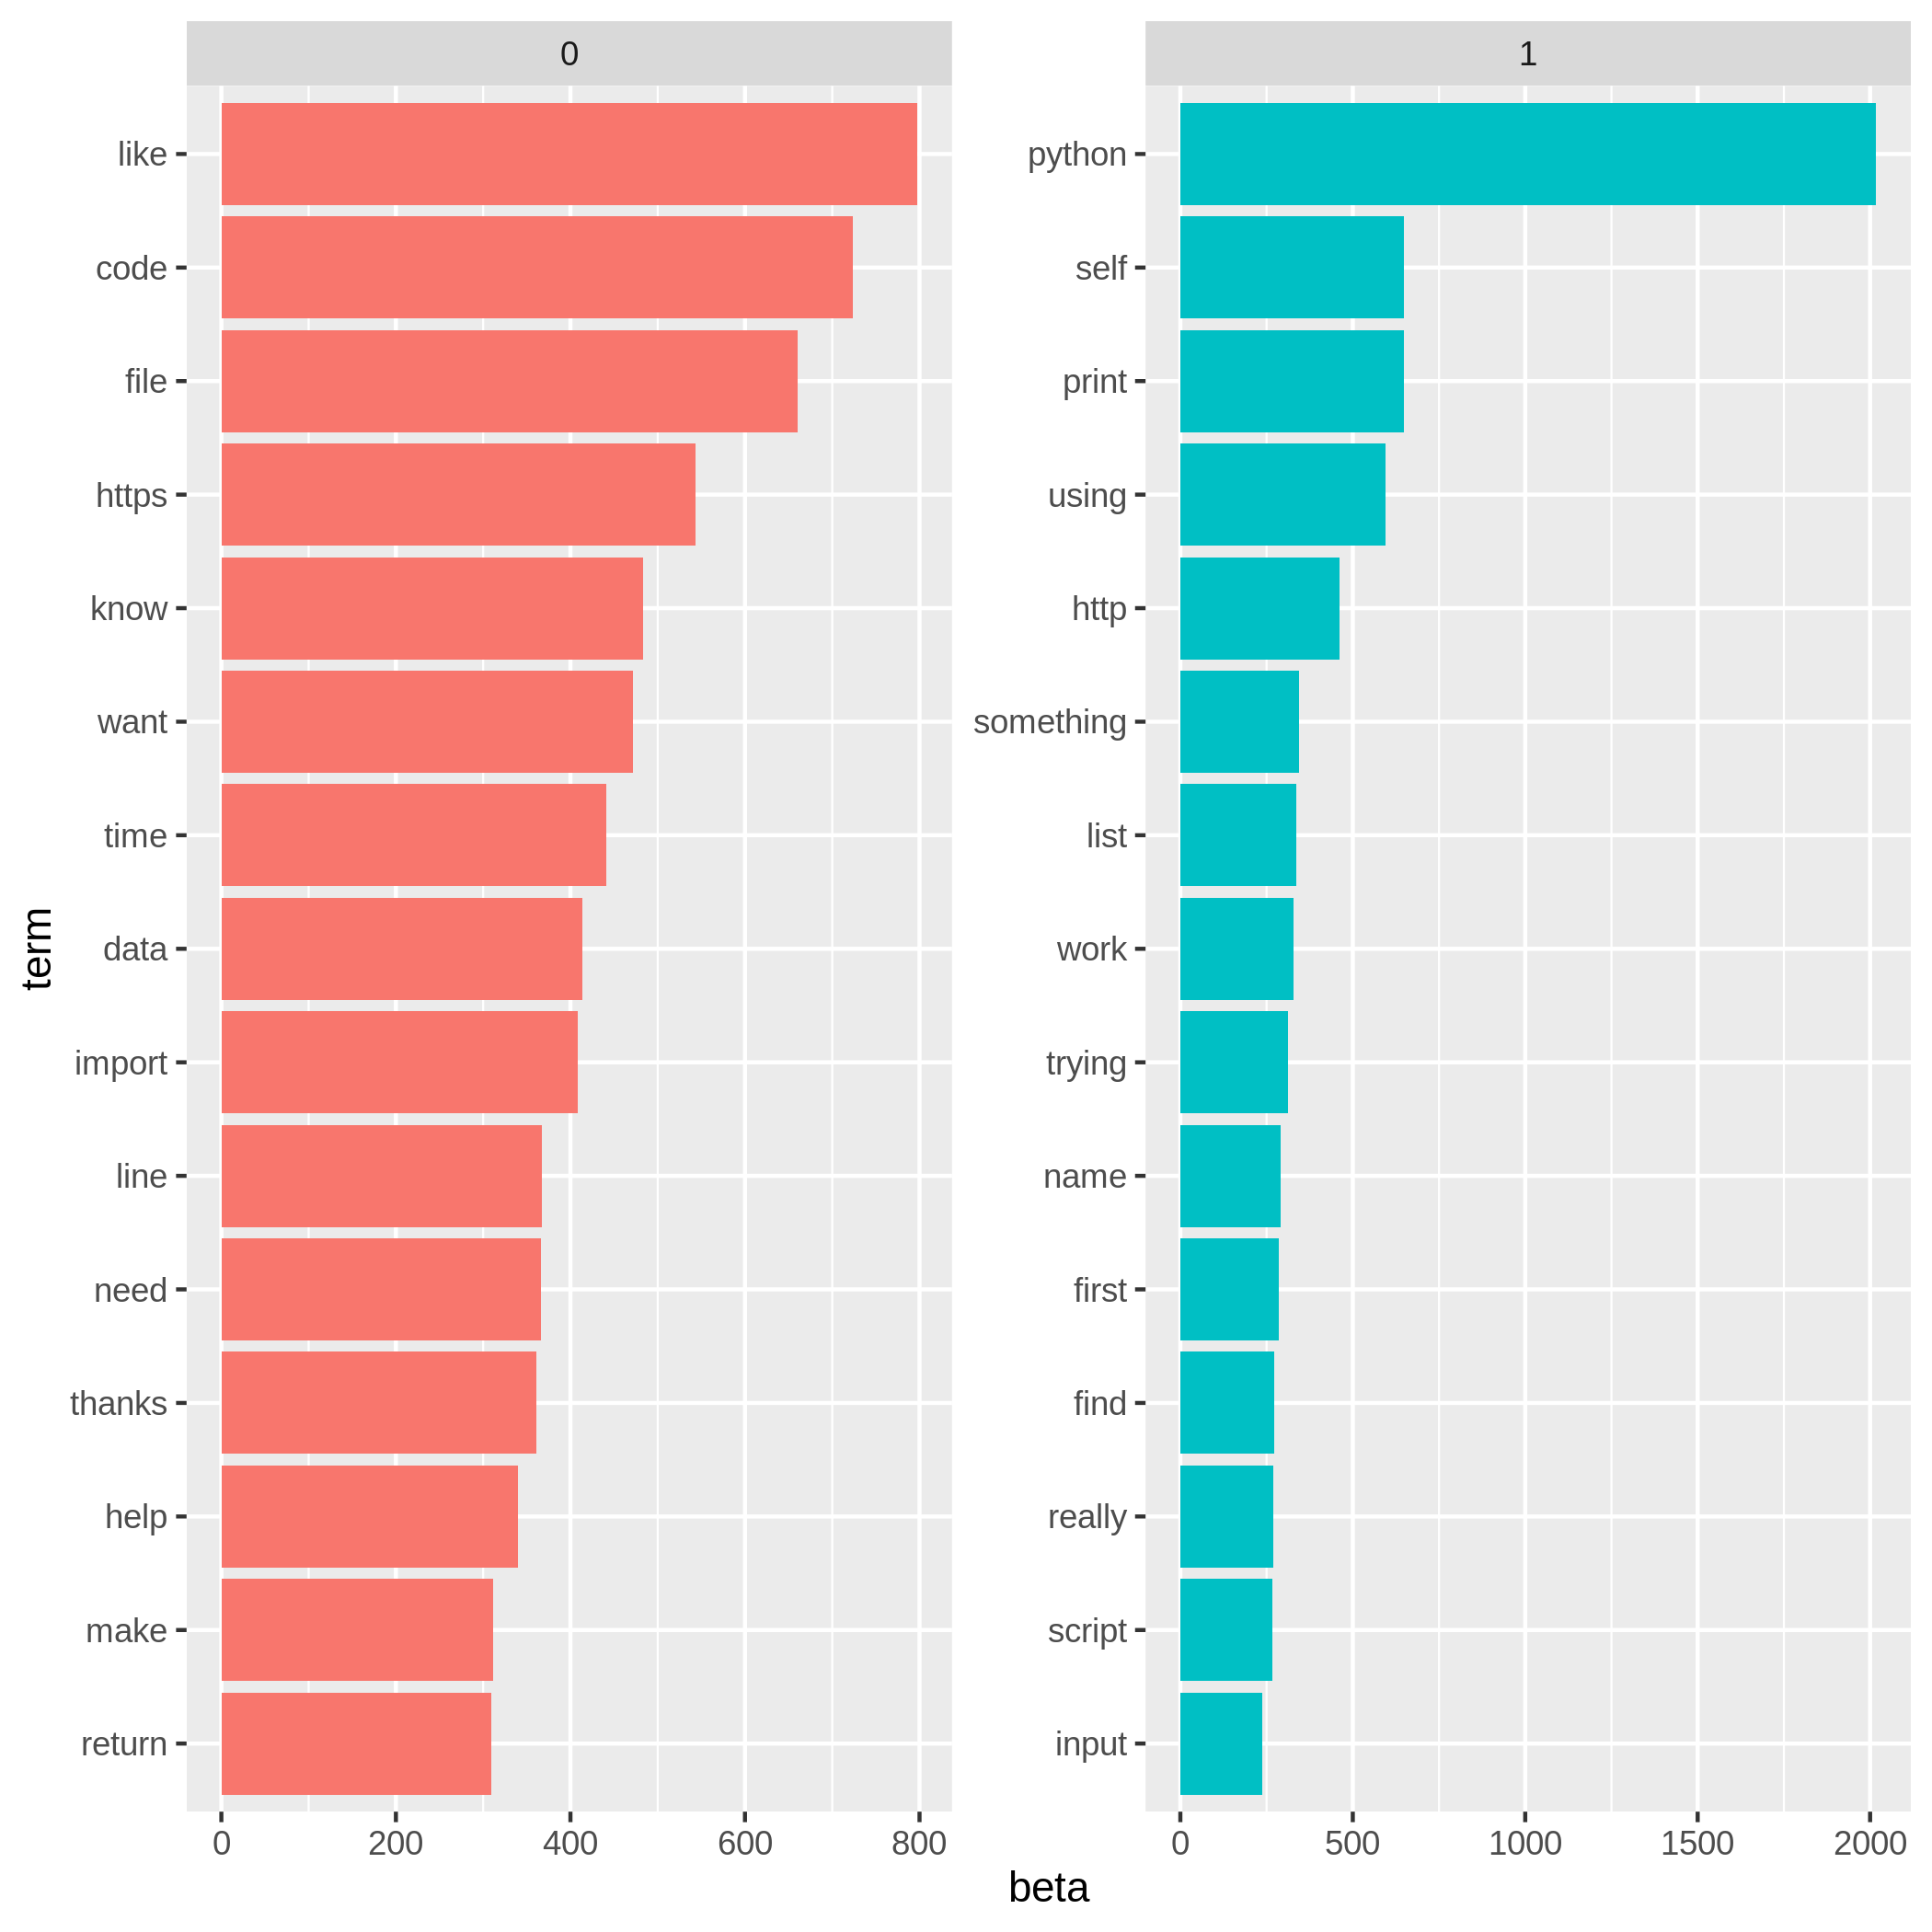 0
like
code
file
https
know
want
time
data
import
line
need
thanks
help
make
return
0 200 400 600 800
1
python
self
print
using
http
something
list
work
trying
name
first
find
really
script
input
0 500 1000 1500 2000
term
beta